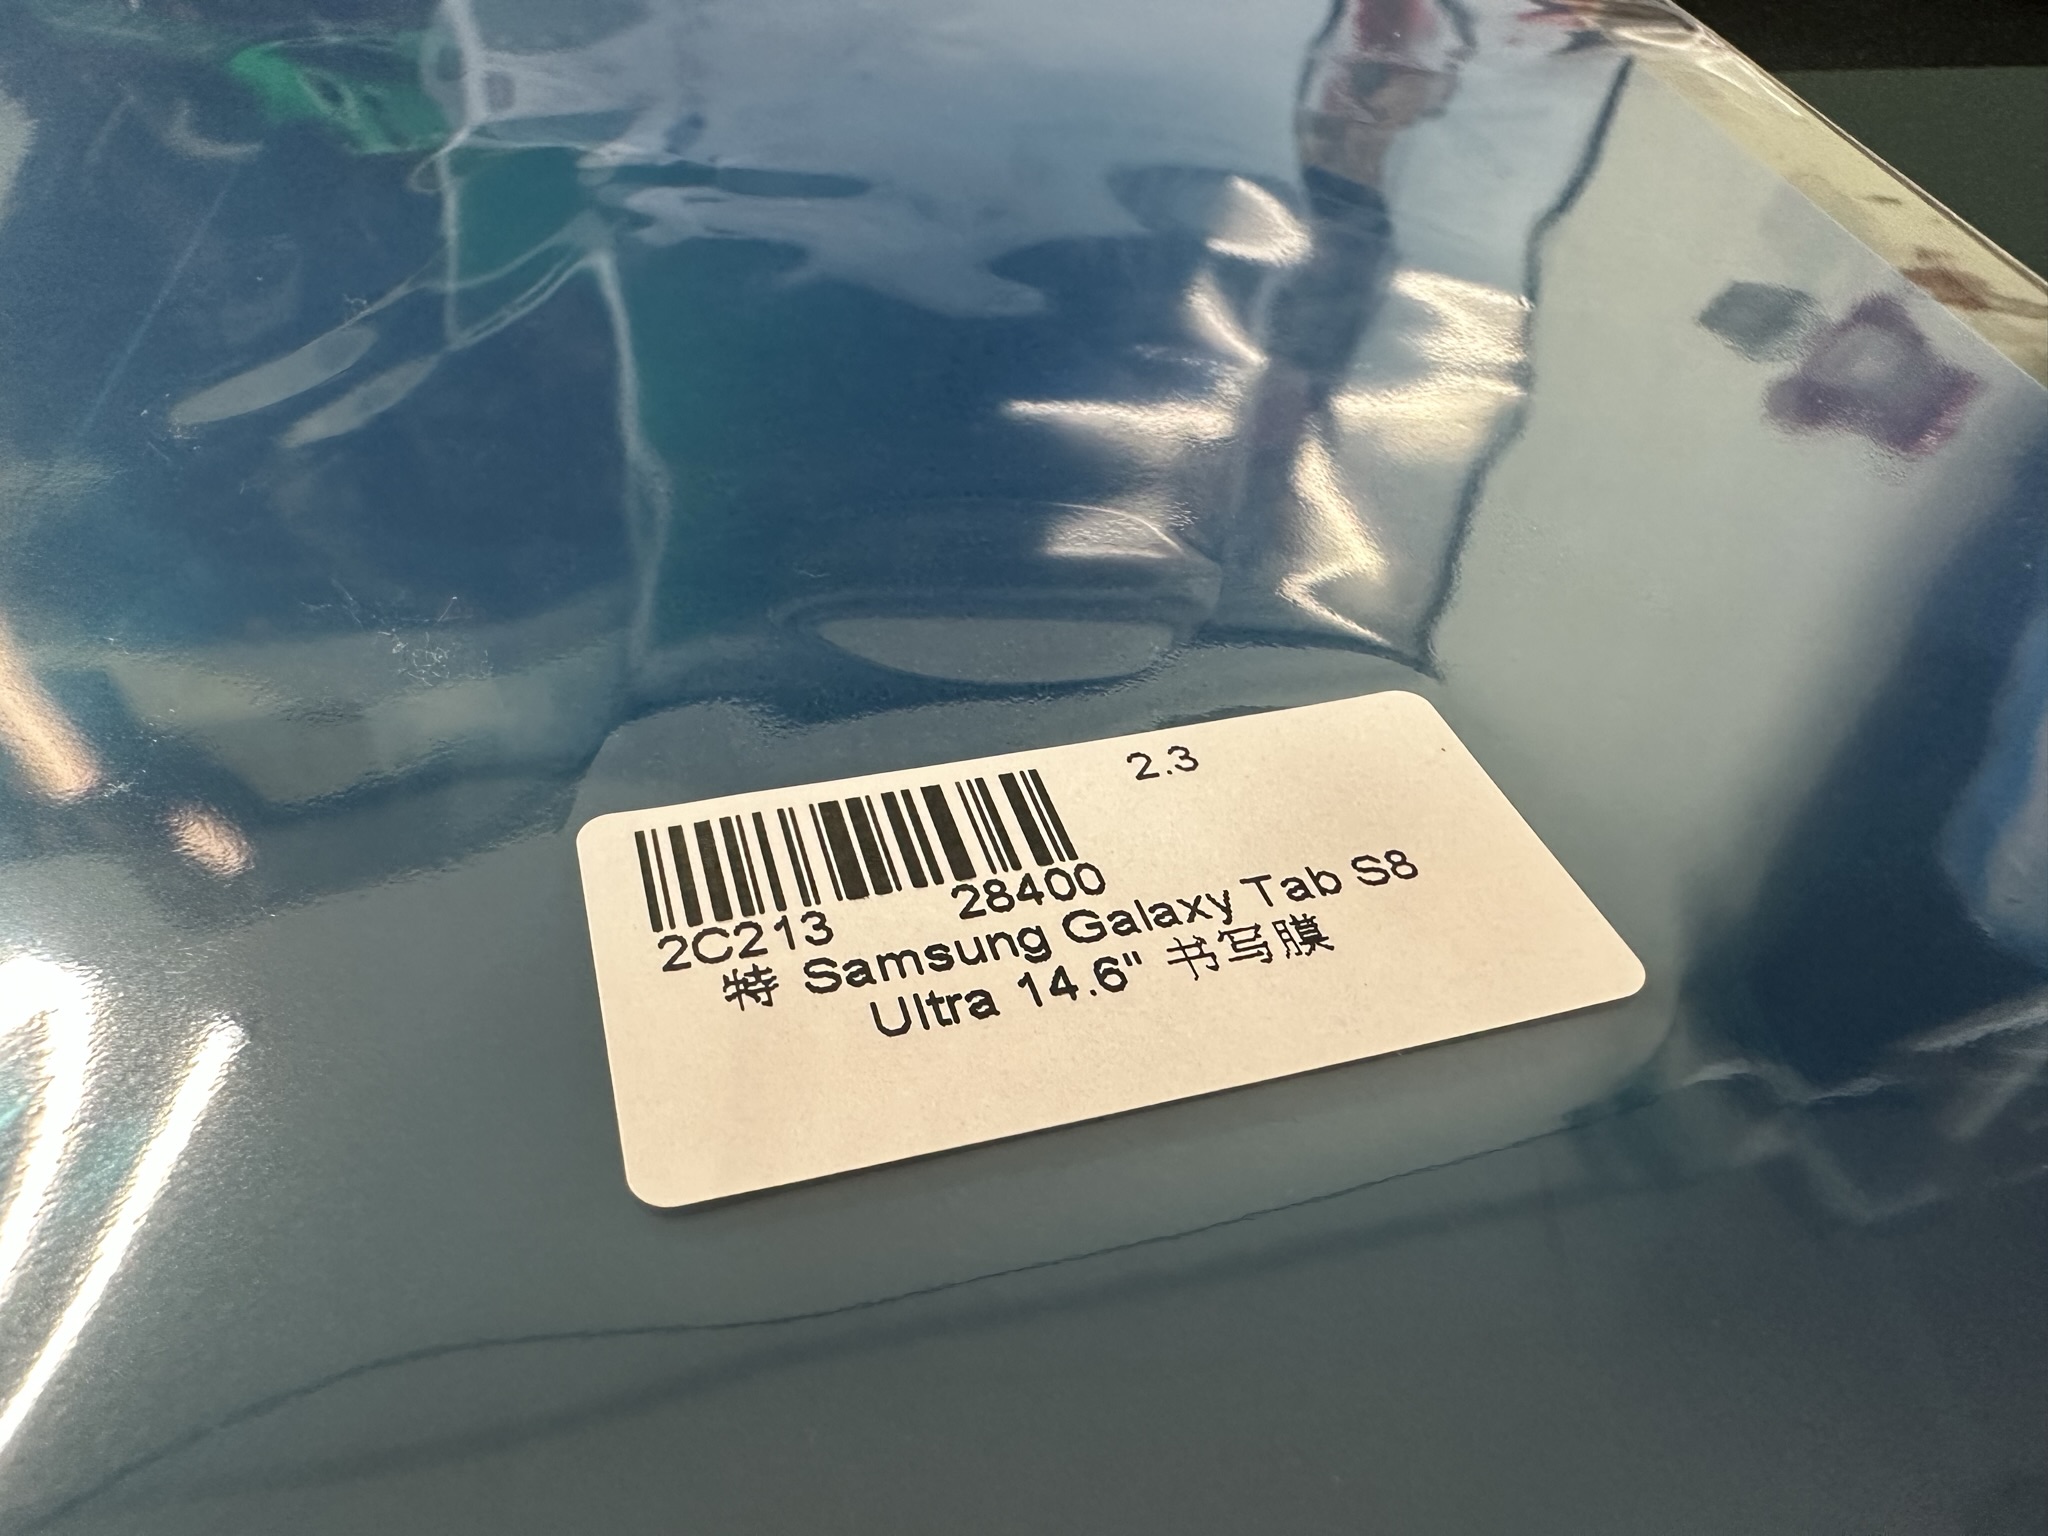 2.3
2C213 28400
特 Samsung Galaxy Tab S8
Ultra 14.6" 书写膜